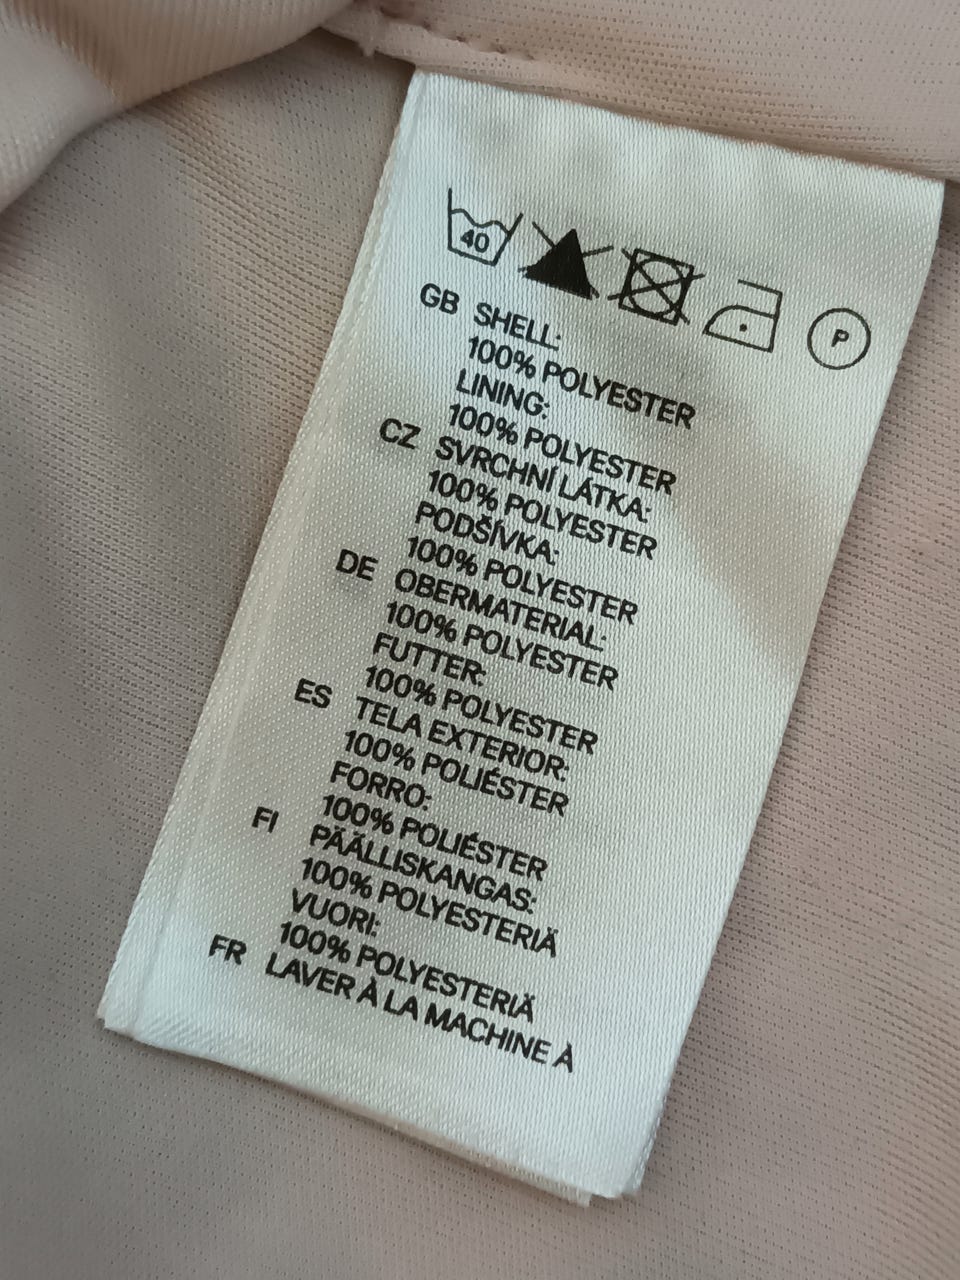 40
P
GB SHELL:
100% POLYESTER
LINING:
100% POLYESTER
CZ SVRCHNÍ LÁTKA:
100% POLYESTER
PODŠÍVKA:
100% POLYESTER
DE OBERMATERIAL:
100% POLYESTER
FUTTER:
100% POLYESTER
ES TELA EXTERIOR:
100% POLIÉSTER
FORRO:
100% POLIÉSTER
FI PÄÄLLISKANGAS:
100% POLYESTERIÄ
VUORI:
100% POLYESTERIÄ
FR LAVER À LA MACHINE À